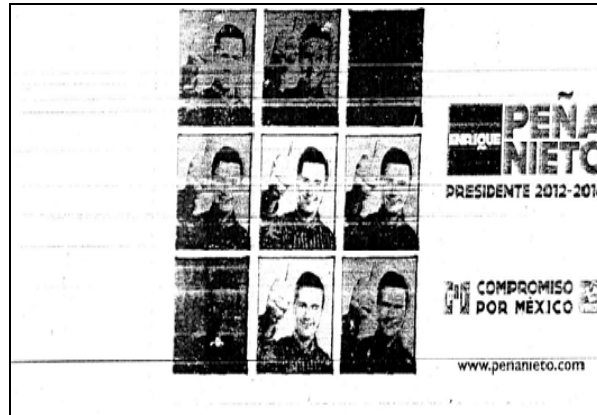 ENRIQUE
PEÑA
NIETO
PRESIDENTE 2012-201
COMPROMISO
POR MÉXICO
www.penanieto.com